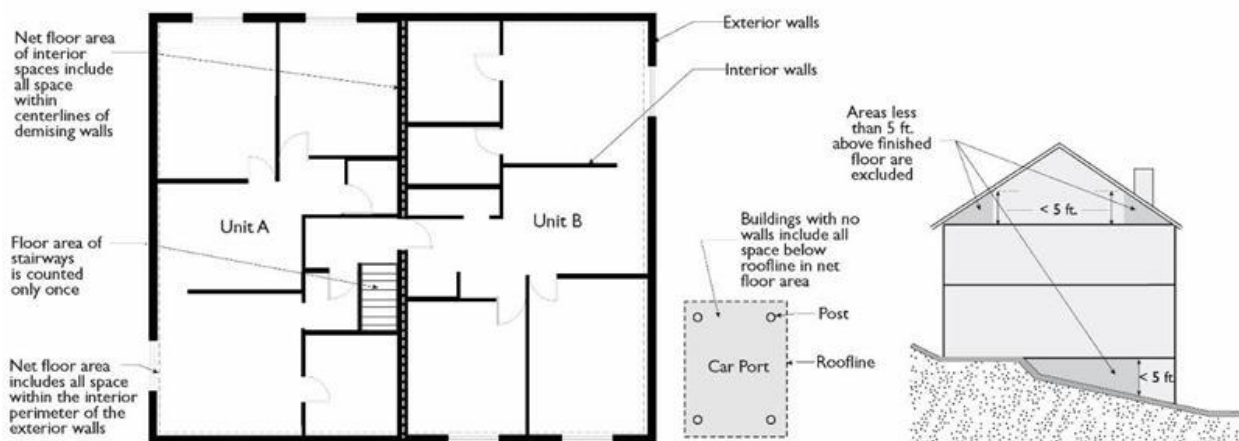 Net floor area
of interior
spaces include
all space
within
centerlines of
demising walls
Floor area of
stairways
is counted
only once
Net floor area
includes all space
within the interior
perimeter of the
exterior walls
Unit A
Unit B
Exterior walls
Interior walls
Buildings with no
walls include all
space below
roofline in net
floor area
Post
Roofline
Car Port
Areas less
than 5 ft.
above finished
floor are
excluded
< 5 ft.
< 5 ft.